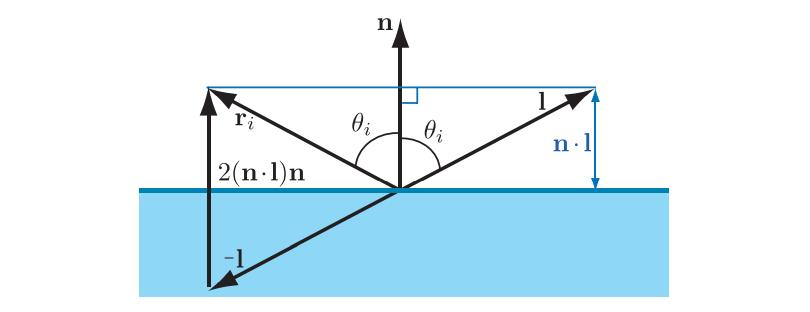 n
l
r_i
θ_i
θ_i
n · l
2(n · l)n
-l